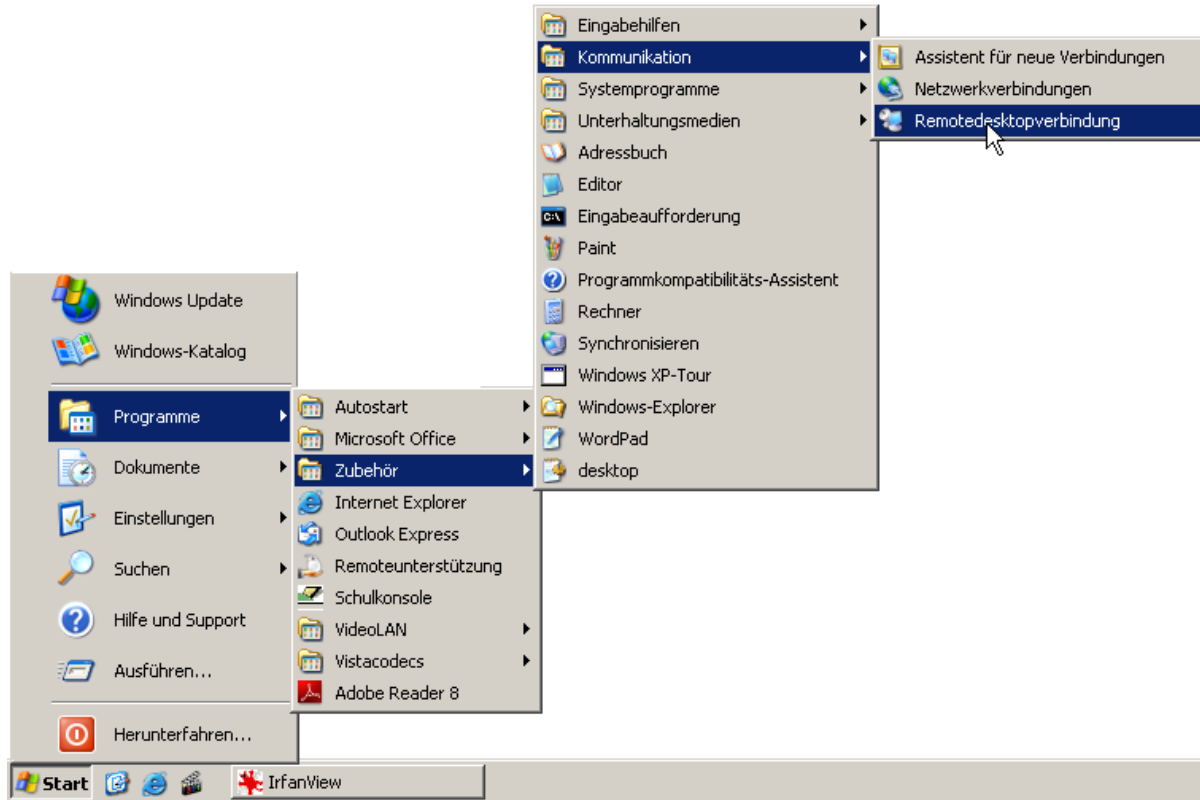 Windows Update
Windows-Katalog
Programme
Dokumente
Einstellungen
Suchen
Hilfe und Support
Ausführen...
Herunterfahren...
Autostart
Microsoft Office
Zubehör
Internet Explorer
Outlook Express
Remoteunterstützung
Schulkonsole
VideoLAN
Vistacodecs
Adobe Reader 8
Eingabehilfen
Kommunikation
Systemprogramme
Unterhaltungsmedien
Adressbuch
Editor
Eingabeaufforderung
Paint
Programmkompatibilitäts-Assistent
Rechner
Synchronisieren
Windows XP-Tour
Windows-Explorer
WordPad
desktop
Assistent für neue Verbindungen
Netzwerkverbindungen
Remotedesktopverbindung
Start
IrfanView